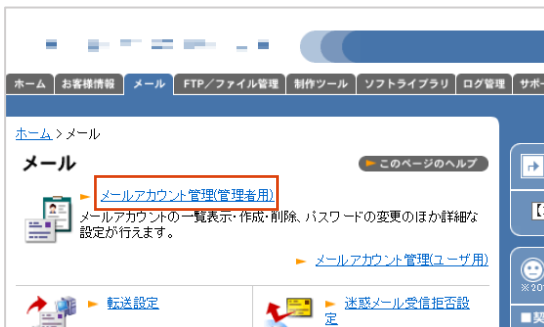 ホーム お客様情報 メール FTP／ファイル管理 制作ツール ソフトライブラリ ログ管理 サポー
ホーム > メール
メール
このページのヘルプ
メールアカウント管理(管理者用)
メールアカウントの一覧表示・作成・削除、パスワードの変更のほか詳細な
設定が行えます。
メールアカウント管理(ユーザ用)
転送設定
迷惑メール受信拒否設
定
※20
■契